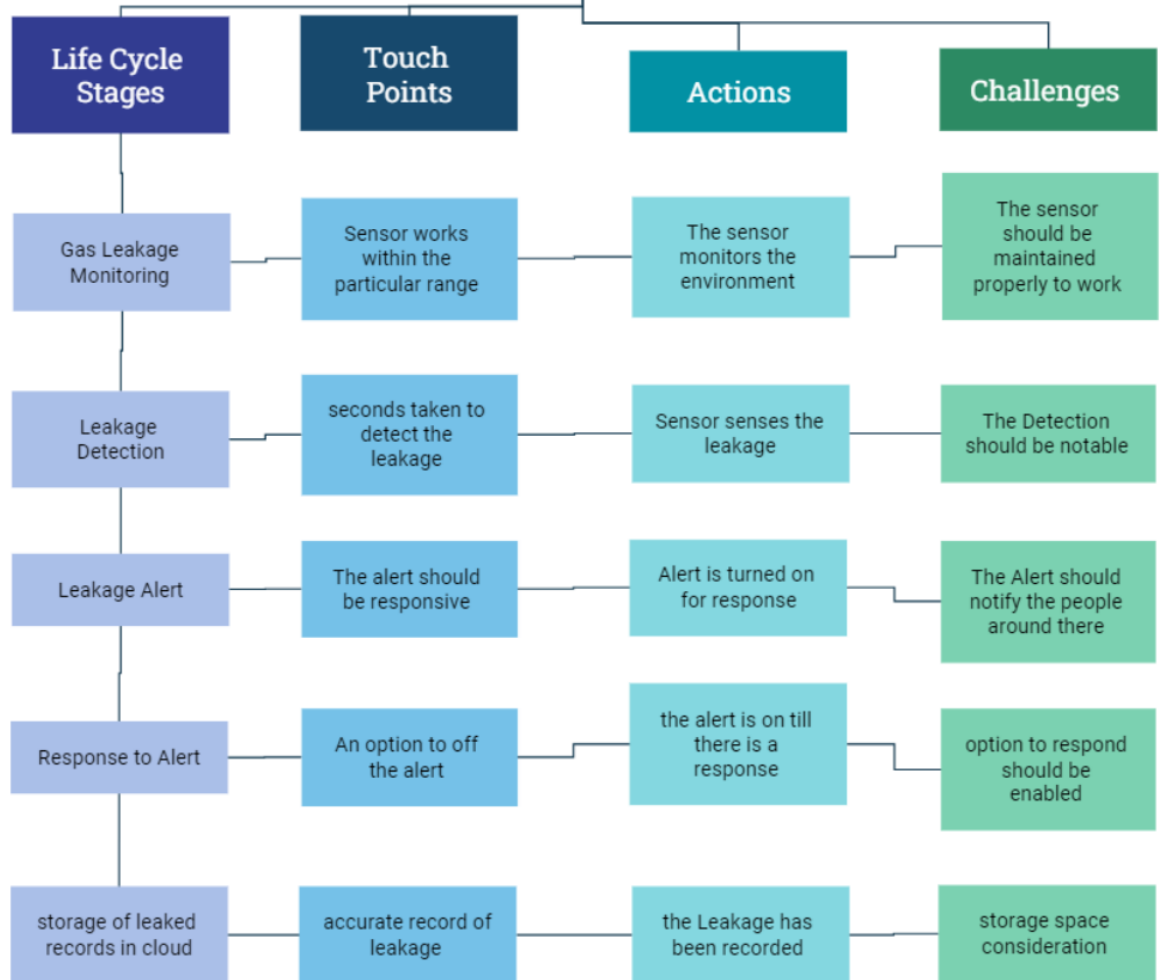 Life Cycle
Stages
Touch
Points
Actions
Challenges
Gas Leakage
Monitoring
Sensor works
within the
particular range
The sensor
monitors the
environment
The sensor
should be
maintained
properly to work
Leakage
Detection
seconds taken to
detect the
leakage
Sensor senses the
leakage
The Detection
should be notable
Leakage Alert
The alert should
be responsive
Alert is turned on
for response
The Alert should
notify the people
around there
Response to Alert
An option to off
the alert
the alert is on till
there is a
response
option to respond
should be
enabled
storage of leaked
records in cloud
accurate record of
leakage
the Leakage has
been recorded
storage space
consideration